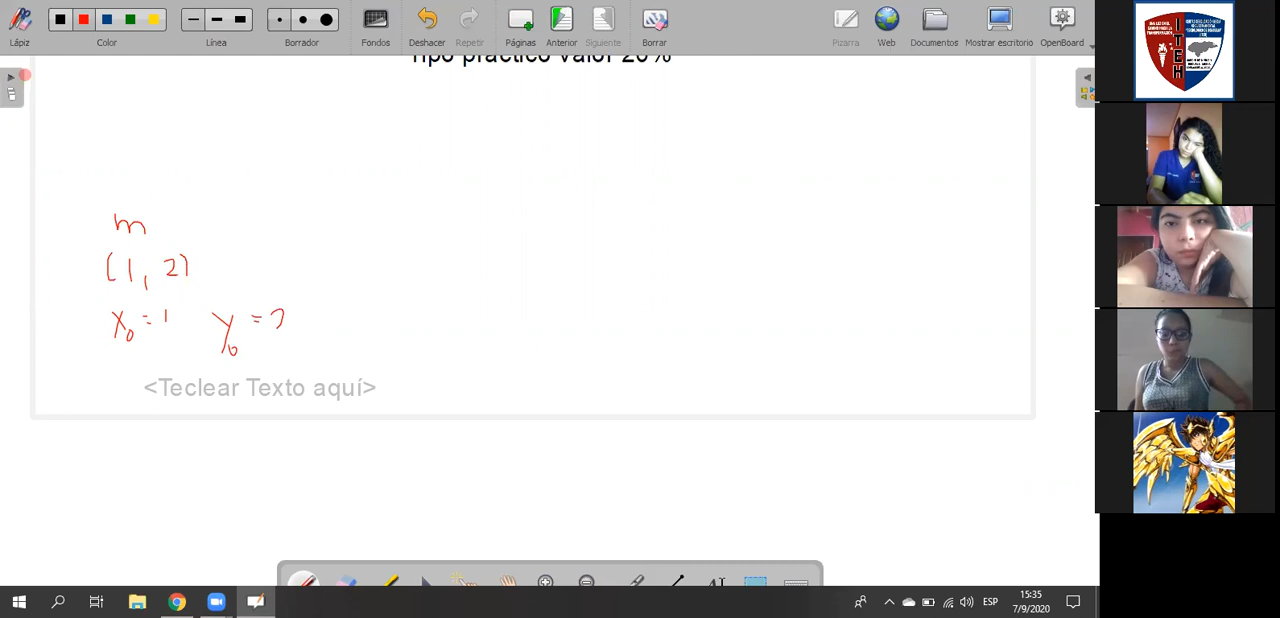 Lápiz
Color
Línea
Borrador
Fondos
Deshacer
Repetir
Páginas
Anterior
Siguiente
Borrar
Pizarra
Web
Documentos
Mostrar escritorio
OpenBoard
Tipo práctico Valor 20%
m
(1, 2)
x₀ = 1 y₀ = 2
<Teclear Texto aquí>
ITEH
ESP
15:35
7/9/2020